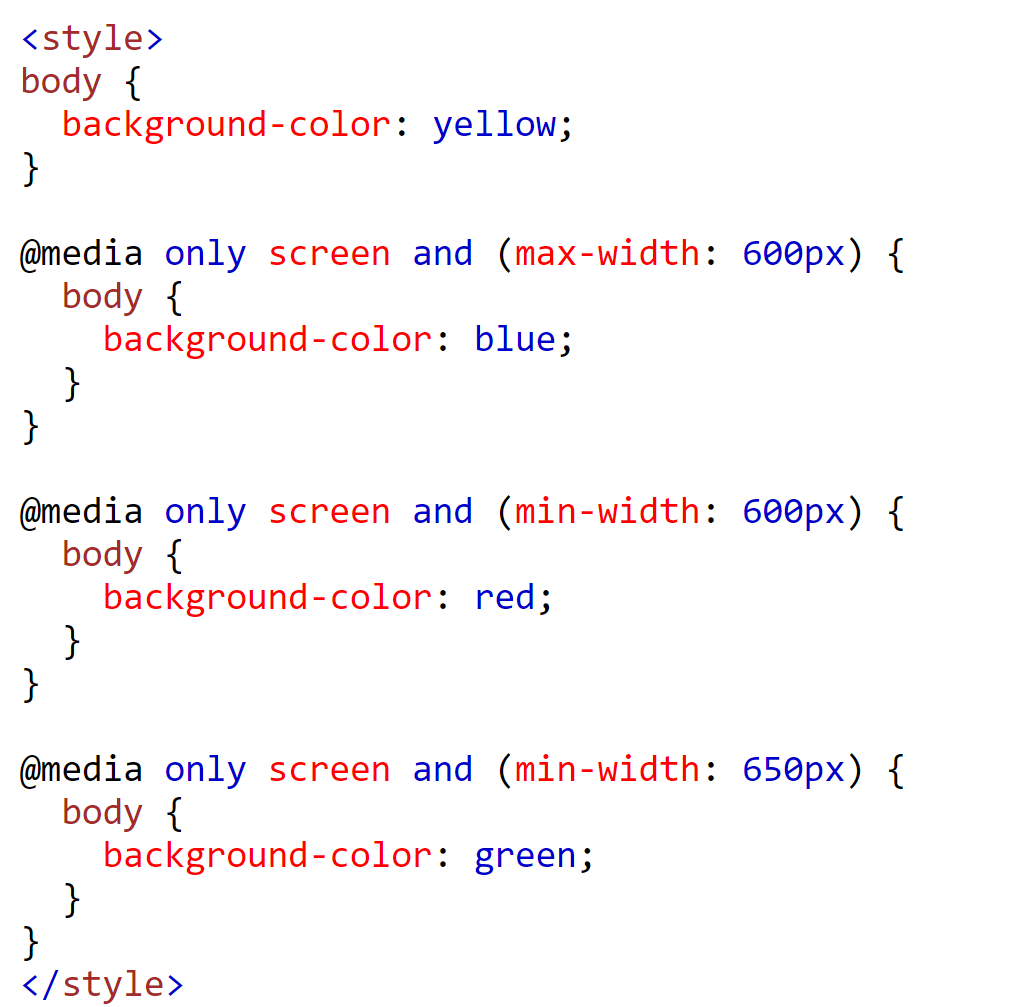 <style>
body {
  background-color: yellow;
}

@media only screen and (max-width: 600px) {
  body {
    background-color: blue;
  }
}

@media only screen and (min-width: 600px) {
  body {
    background-color: red;
  }
}

@media only screen and (min-width: 650px) {
  body {
    background-color: green;
  }
}
</style>